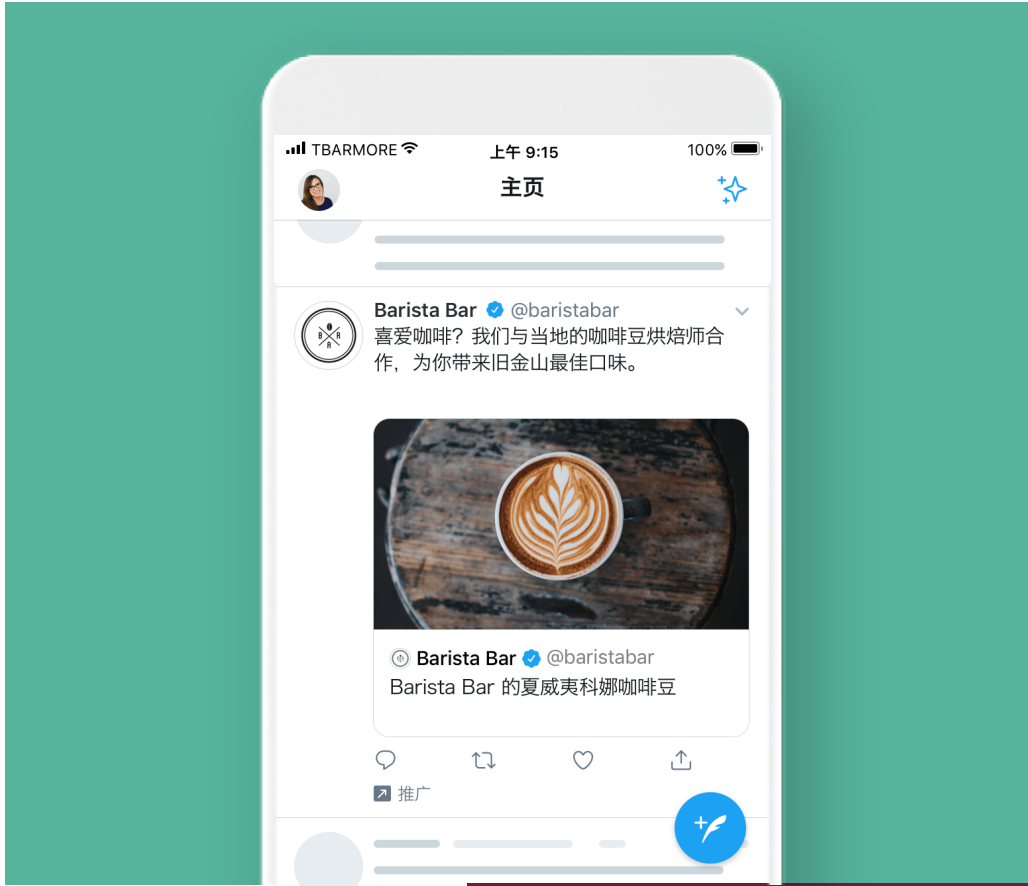 TBARMORE 上午 9:15 100%
主页
Barista Bar @baristabar
喜爱咖啡？我们与当地的咖啡豆烘焙师合
作，为你带来旧金山最佳口味。
B R
A
Barista Bar @baristabar
Barista Bar 的夏威夷科娜咖啡豆
推广